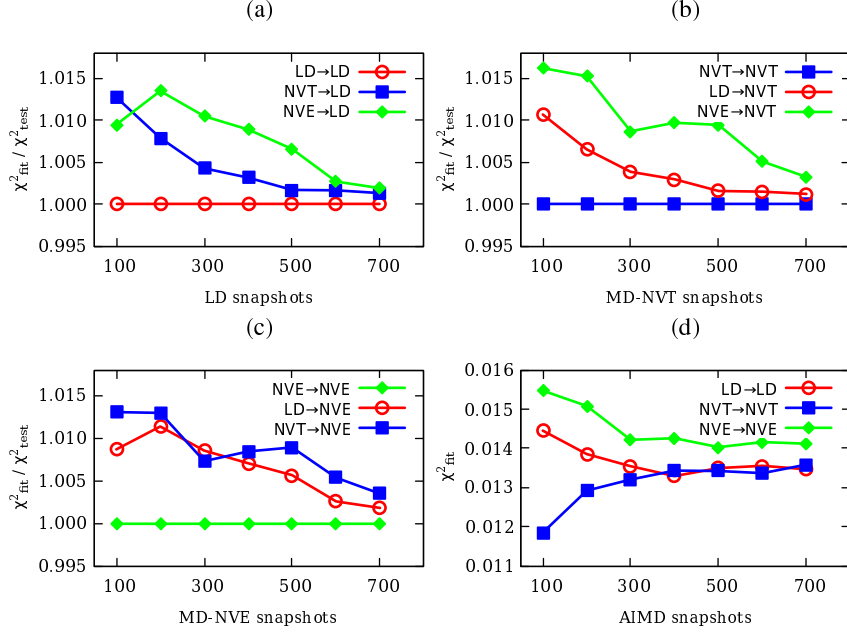 (a)
1.015
1.010
1.005
1.000
0.995
χ²fit / χ²test
LD→LD
NVT→LD
NVE→LD
100 300 500 700
LD snapshots
(b)
1.015
1.010
1.005
1.000
0.995
χ²fit / χ²test
NVT→NVT
LD→NVT
NVE→NVT
100 300 500 700
MD-NVT snapshots
(c)
1.015
1.010
1.005
1.000
0.995
χ²fit / χ²test
NVE→NVE
LD→NVE
NVT→NVE
100 300 500 700
MD-NVE snapshots
(d)
0.016
0.015
0.014
0.013
0.012
0.011
χ²fit
LD→LD
NVT→NVT
NVE→NVE
100 300 500 700
AIMD snapshots